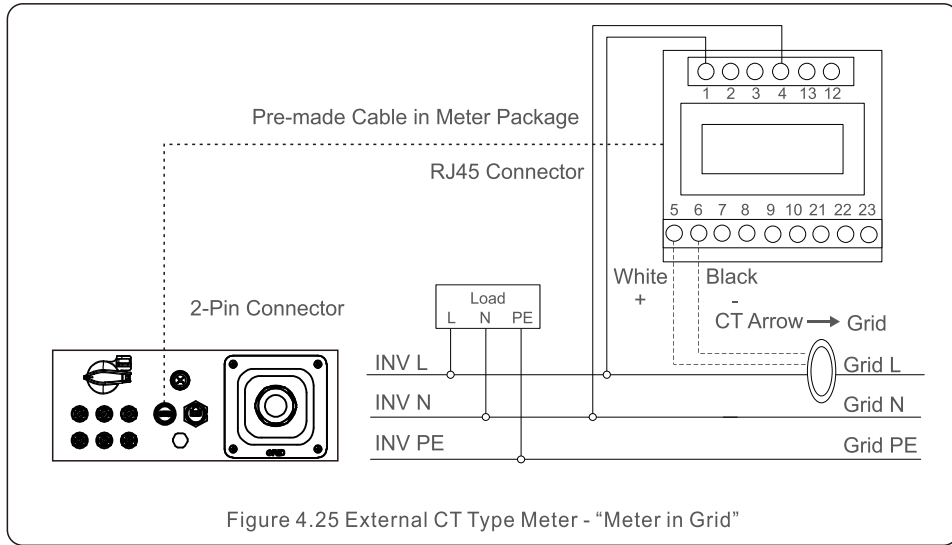 1 2 3 4 13 12
Pre-made Cable in Meter Package
RJ45 Connector
5 6 7 8 9 10 21 22 23
White Black
+ -
CT Arrow → Grid
2-Pin Connector
Load
L N PE
INV L Grid L
INV N Grid N
INV PE Grid PE
GRID
Figure 4.25 External CT Type Meter - “Meter in Grid”